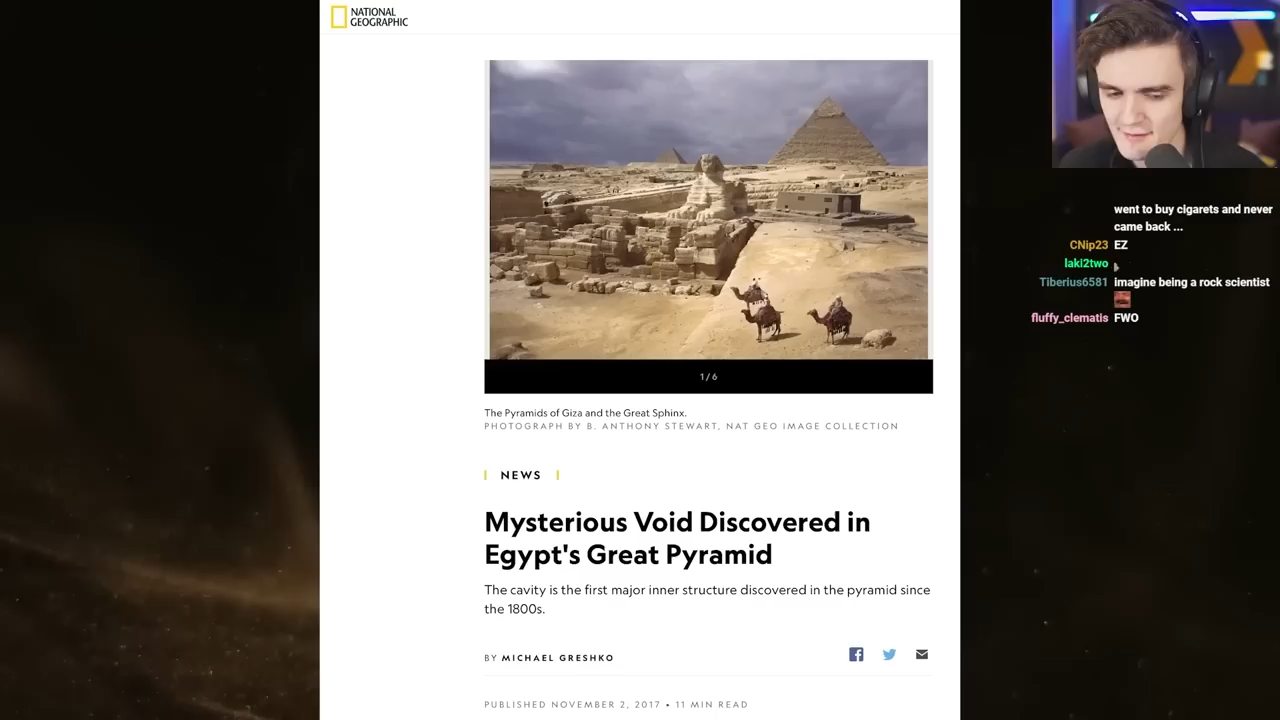 NATIONAL
GEOGRAPHIC
1/6
The Pyramids of Giza and the Great Sphinx.
PHOTOGRAPH BY B. ANTHONY STEWART, NAT GEO IMAGE COLLECTION
NEWS
Mysterious Void Discovered in
Egypt's Great Pyramid
The cavity is the first major inner structure discovered in the pyramid since
the 1800s.
BY MICHAEL GRESHKO
PUBLISHED NOVEMBER 2, 2017 • 11 MIN READ
went to buy cigarets and never
came back ...
CNip23 EZ
laki2two
Tiberius6581 imagine being a rock scientist
fluffy_clematis FWO